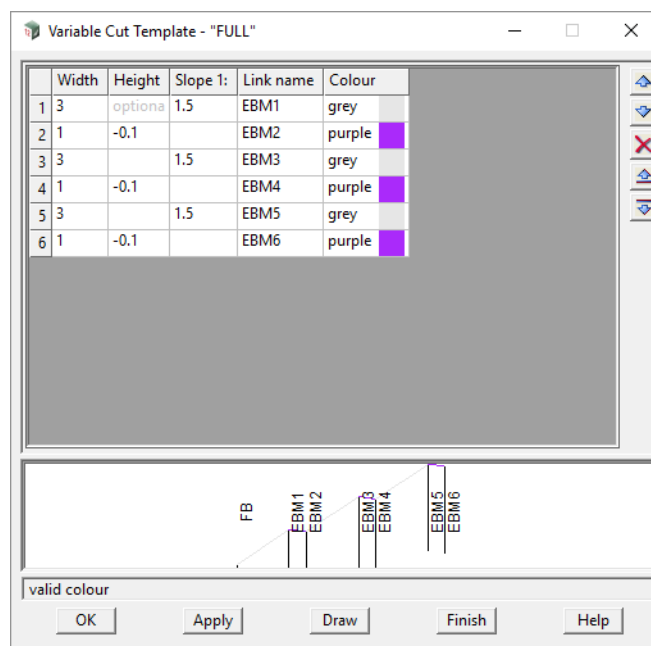 Variable Cut Template - "FULL"
Width Height Slope 1: Link name Colour
1 3 optiona 1.5 EBM1 grey
2 1 -0.1 EBM2 purple
3 3 1.5 EBM3 grey
4 1 -0.1 EBM4 purple
5 3 1.5 EBM5 grey
6 1 -0.1 EBM6 purple
FB
EBM1
EBM2
EBM3
EBM4
EBM5
EBM6
valid colour
OK Apply Draw Finish Help